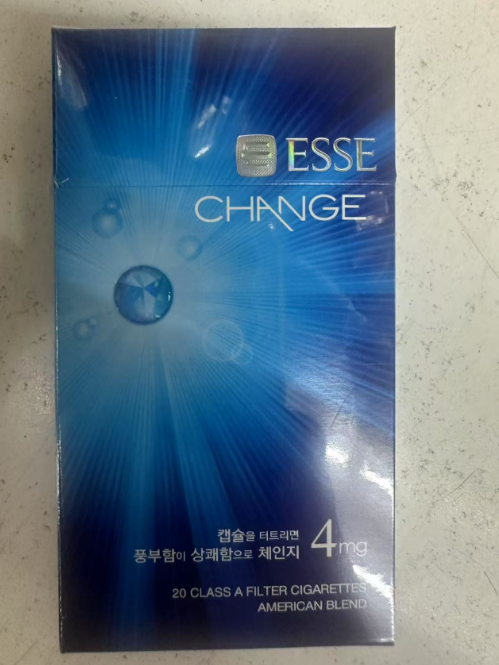 ESSE
CHANGE
캡슐을 터트리면
풍부함이 상쾌함으로 체인지 4mg
20 CLASS A FILTER CIGARETTES
AMERICAN BLEND